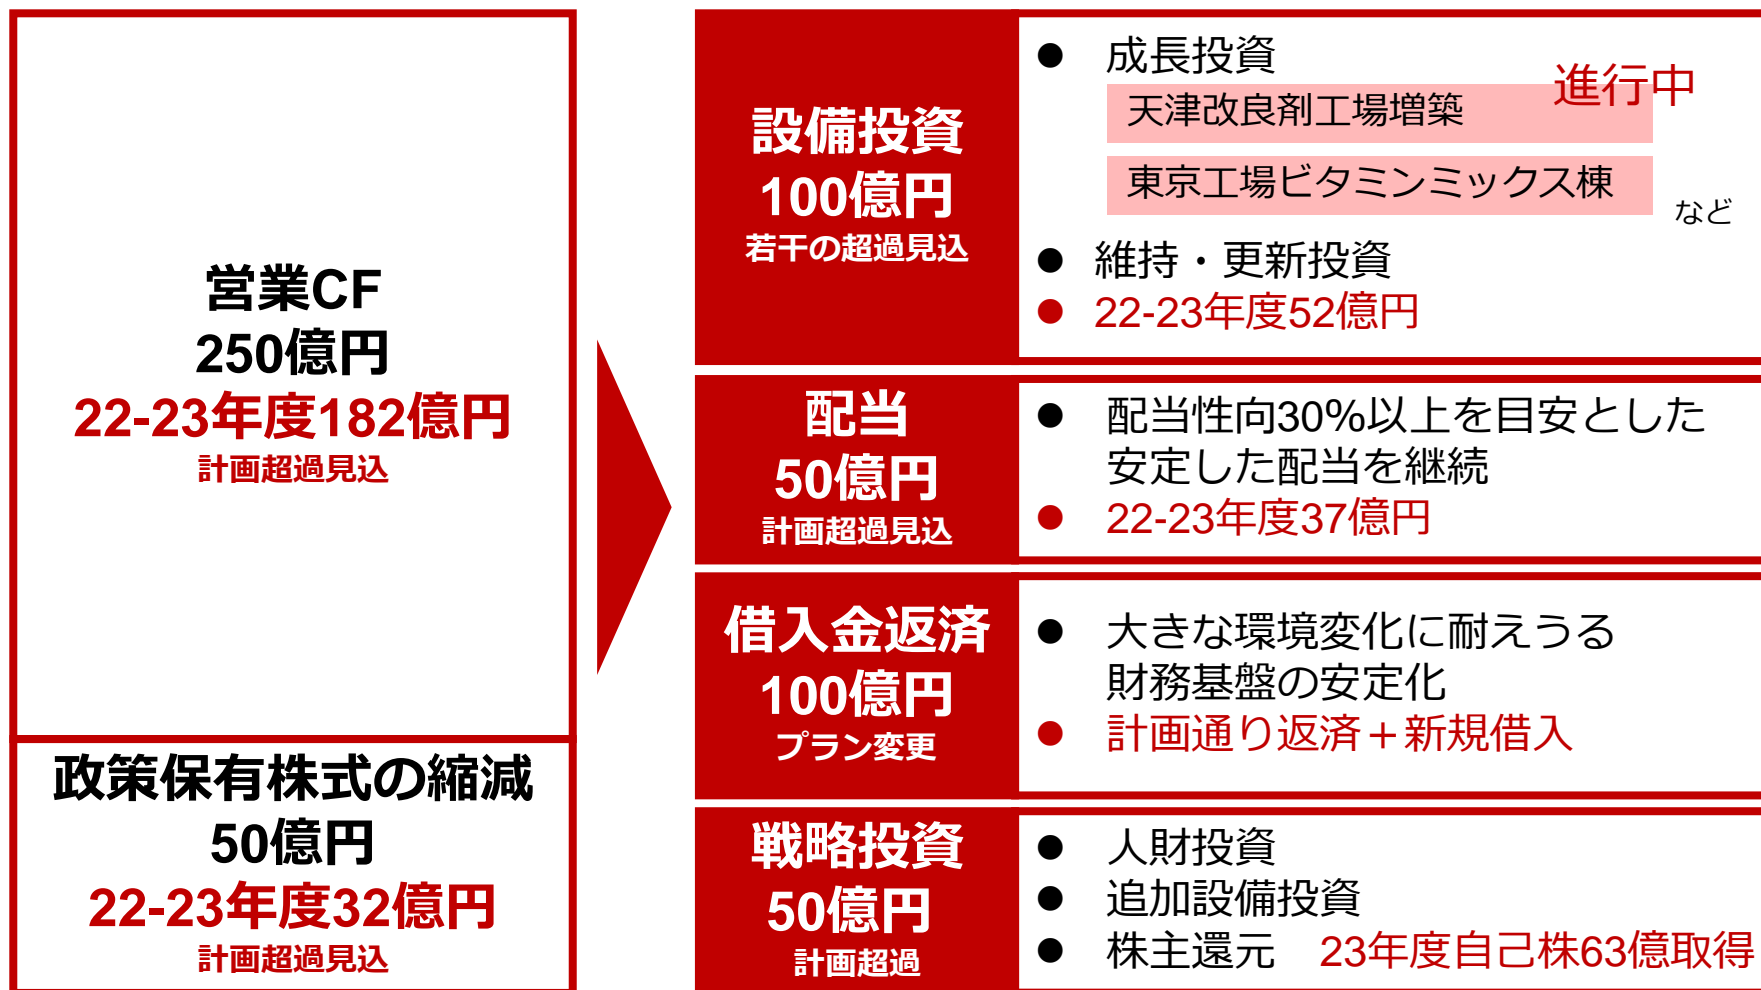 営業CF
250億円
22-23年度182億円
計画超過見込
政策保有株式の縮減
50億円
22-23年度32億円
計画超過見込
設備投資
100億円
若干の超過見込
● 成長投資
進行中
天津改良剤工場増築
東京工場ビタミンミックス棟
など
● 維持・更新投資
● 22-23年度52億円
配当
50億円
計画超過見込
● 配当性向30%以上を目安とした
安定した配当を継続
● 22-23年度37億円
借入金返済
100億円
プラン変更
● 大きな環境変化に耐えうる
財務基盤の安定化
● 計画通り返済＋新規借入
戦略投資
50億円
計画超過
● 人財投資
● 追加設備投資
● 株主還元　23年度自己株63億取得